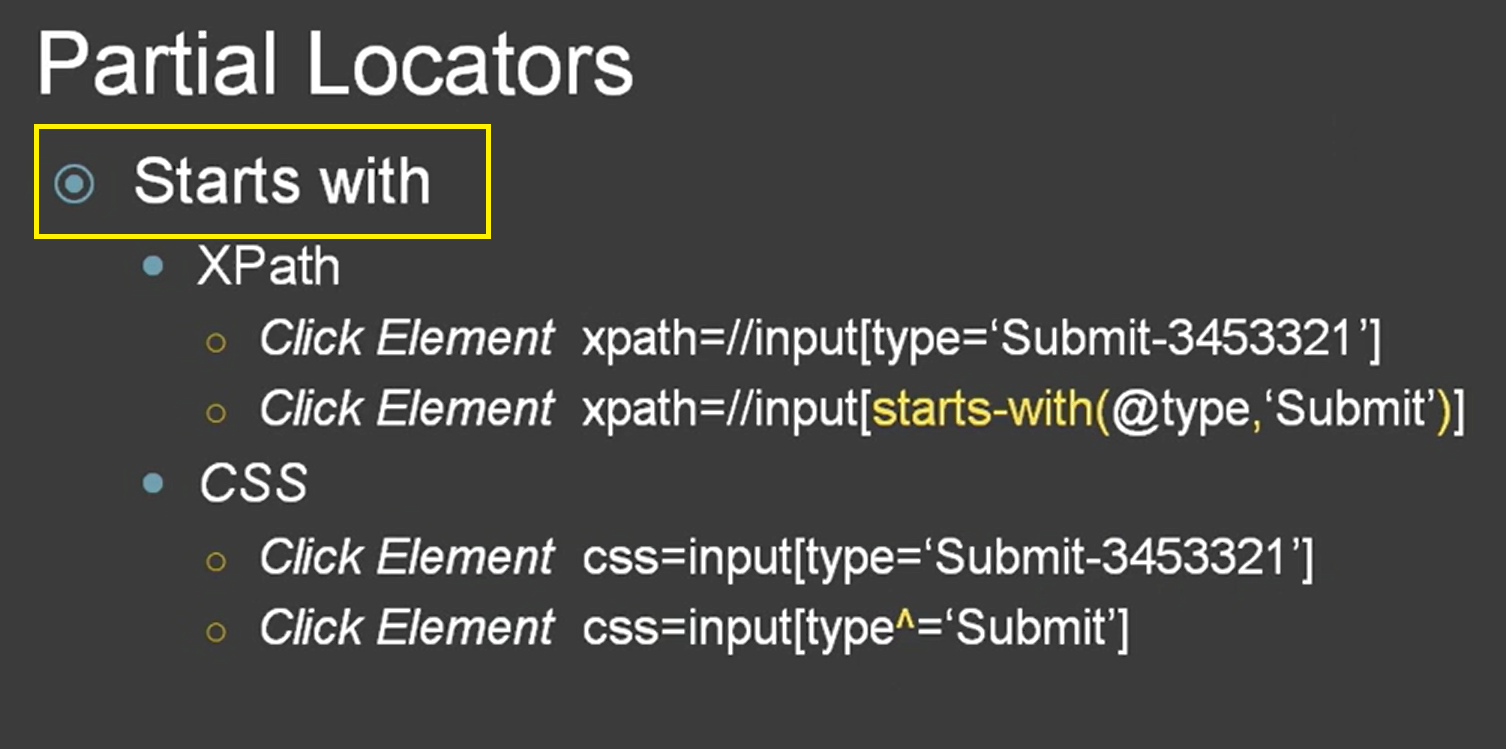 Partial Locators
Starts with
XPath
Click Element xpath=//input[type=‘Submit-3453321’]
Click Element xpath=//input[starts-with(@type,‘Submit’)]
CSS
Click Element css=input[type=‘Submit-3453321’]
Click Element css=input[type^=‘Submit’]